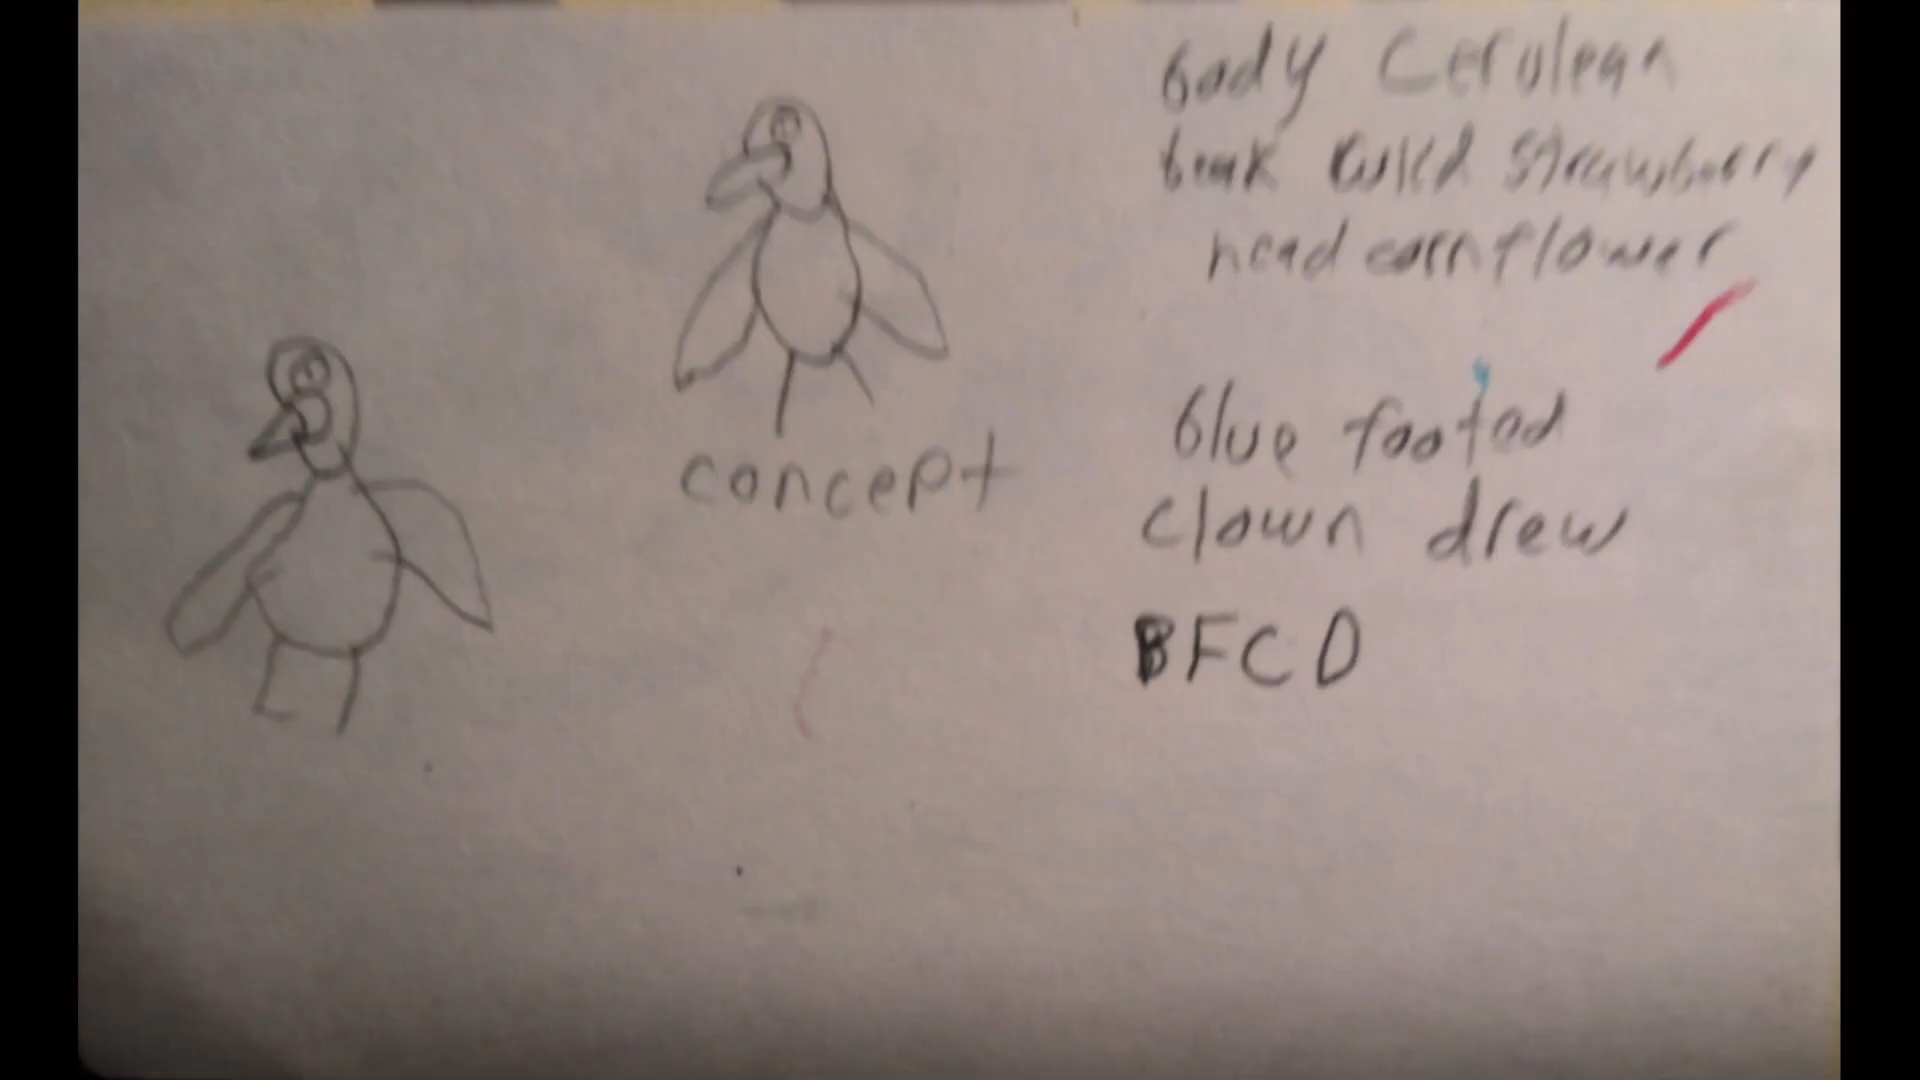 body Cerulean
beak wild Strawberry
head cornflower
concept
blue footed
clown drew
BFCD